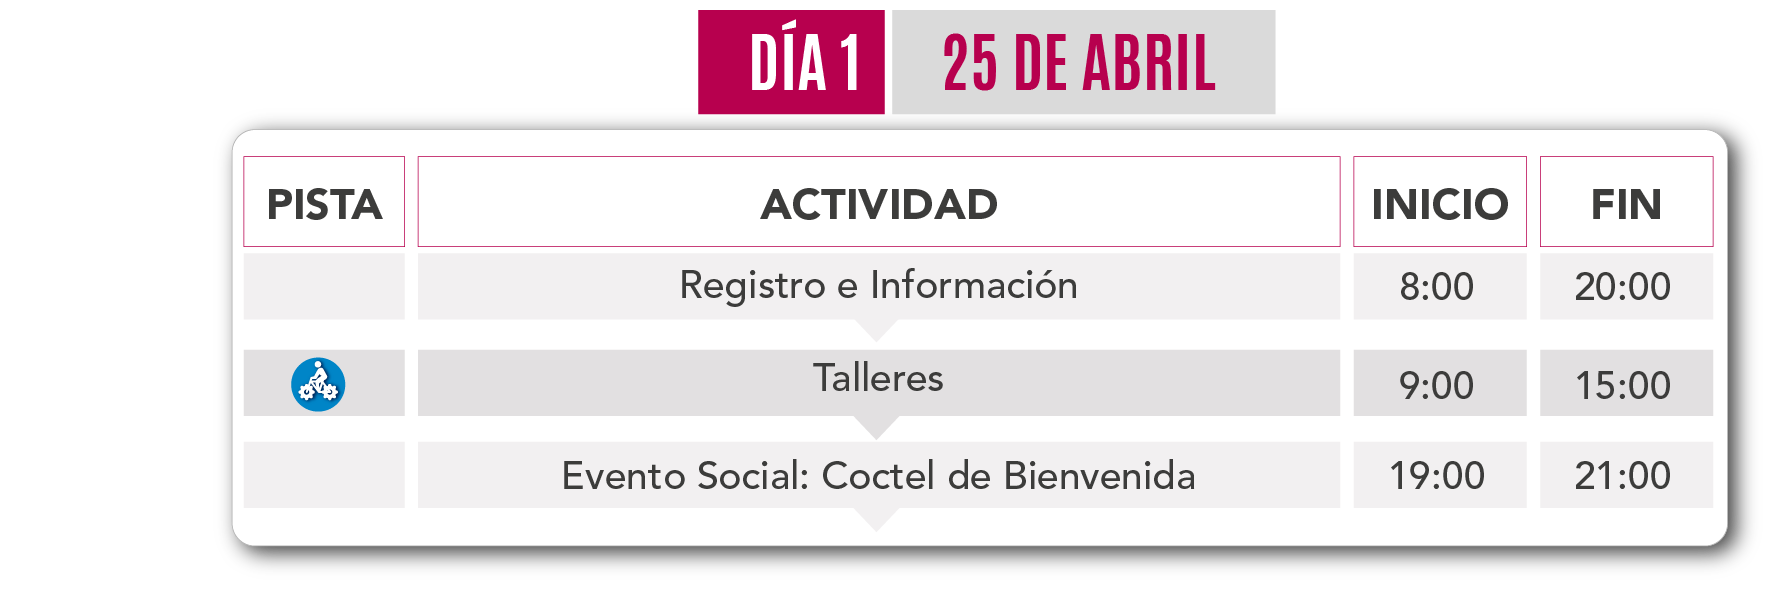 DÍA 1 25 DE ABRIL
PISTA ACTIVIDAD INICIO FIN
Registro e Información 8:00 20:00
Talleres 9:00 15:00
Evento Social: Coctel de Bienvenida 19:00 21:00